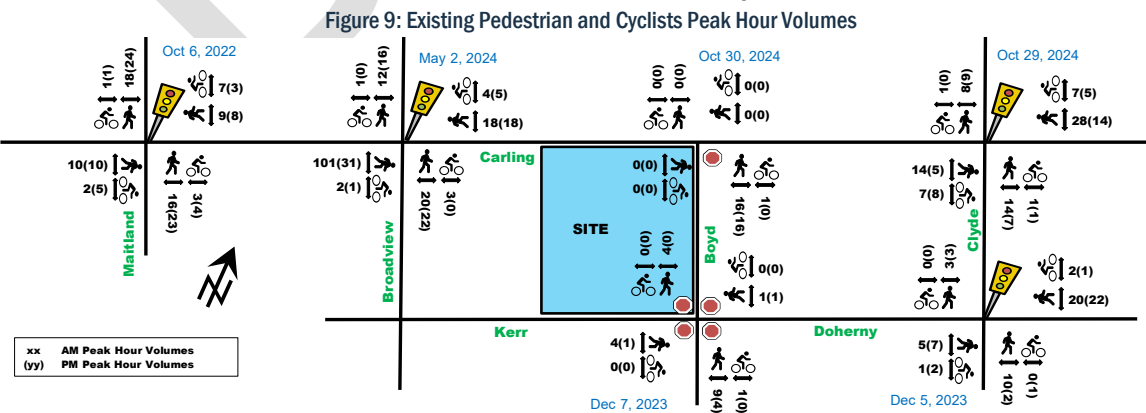 Figure 9: Existing Pedestrian and Cyclists Peak Hour Volumes
Oct 6, 2022
May 2, 2024
Oct 30, 2024
Oct 29, 2024
1(1)
18(24)
7(3)
9(8)
1(0)
12(16)
4(5)
18(18)
0(0)
0(0)
0(0)
0(0)
1(0)
8(9)
7(5)
28(14)
10(10)
2(5)
16(23)
3(4)
Maitland
101(31)
2(1)
20(22)
3(0)
Broadview
Carling
SITE
0(0)
0(0)
19(16)
1(0)
Boyd
14(5)
7(8)
14(7)
1(1)
Clyde
0(0)
4(0)
0(0)
1(1)
0(0)
3(3)
2(1)
20(22)
Kerr
Doherny
4(1)
0(0)
9(4)
1(0)
5(7)
1(2)
10(2)
0(1)
Dec 7, 2023
Dec 5, 2023
xx AM Peak Hour Volumes
(yy) PM Peak Hour Volumes